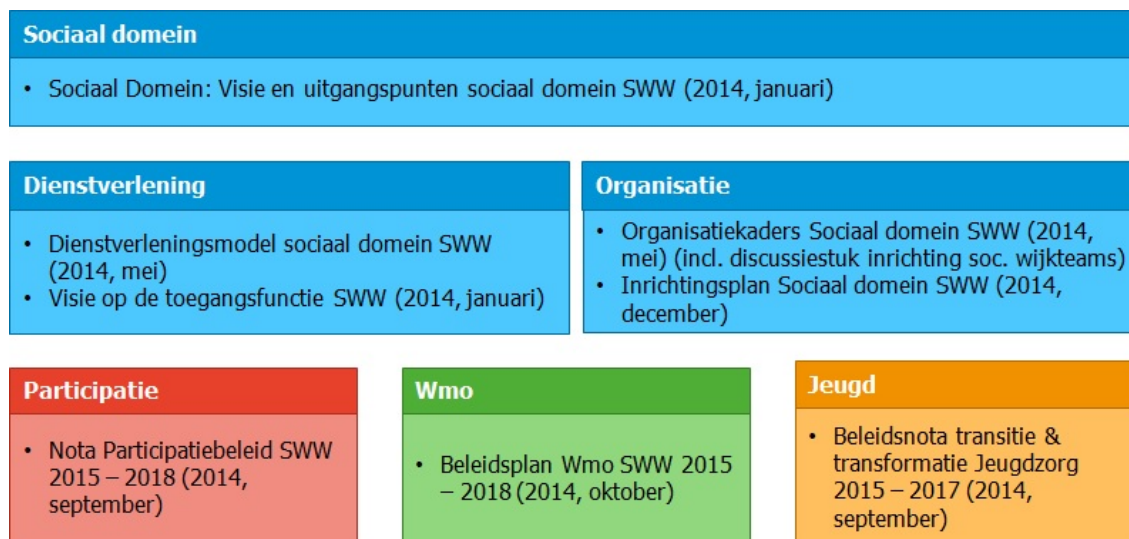 Sociaal domein
• Sociaal Domein: Visie en uitgangspunten sociaal domein SWW (2014, januari)
Dienstverlening
• Dienstverleningsmodel sociaal domein SWW
(2014, mei)
• Visie op de toegangsfunctie SWW (2014, januari)
Organisatie
• Organisatiekaders Sociaal domein SWW (2014,
mei) (incl. discussiestuk inrichting soc. wijkteams)
• Inrichtingsplan Sociaal domein SWW (2014,
december)
Participatie
• Nota Participatiebeleid SWW
2015 – 2018 (2014,
september)
Wmo
• Beleidsplan Wmo SWW 2015
– 2018 (2014, oktober)
Jeugd
• Beleidsnota transitie &
transformatie Jeugdzorg
2015 – 2017 (2014,
september)